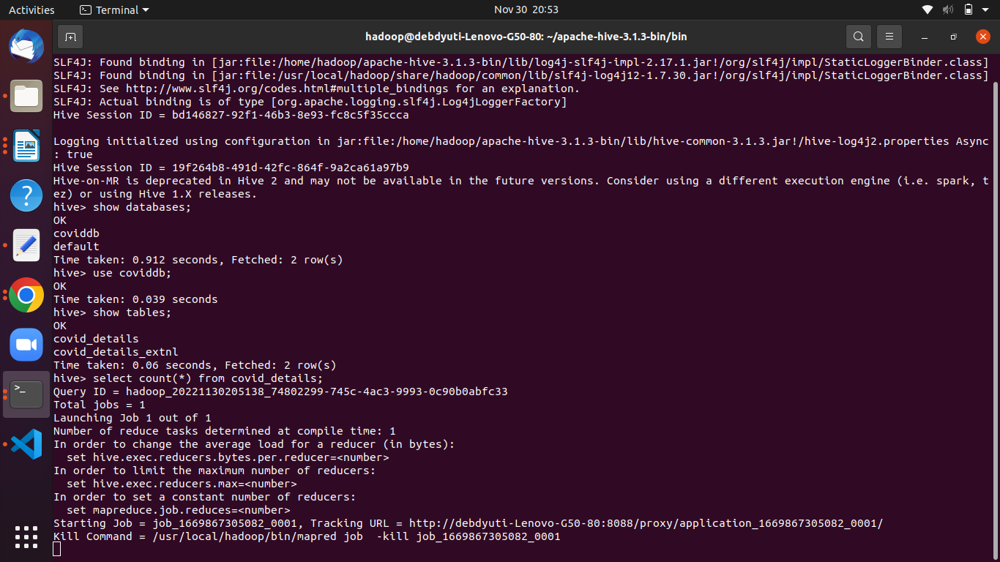 Activities Terminal Nov 30 20:53
hadoop@debdyuti-Lenovo-G50-80: ~/apache-hive-3.1.3-bin/bin
SLF4J: Found binding in [jar:file:/home/hadoop/apache-hive-3.1.3-bin/lib/log4j-slf4j-impl-2.17.1.jar!/org/slf4j/impl/StaticLoggerBinder.class]
SLF4J: Found binding in [jar:file:/usr/local/hadoop/share/hadoop/common/lib/slf4j-log4j12-1.7.30.jar!/org/slf4j/impl/StaticLoggerBinder.class]
SLF4J: See http://www.slf4j.org/codes.html#multiple_bindings for an explanation.
SLF4J: Actual binding is of type [org.apache.logging.slf4j.Log4jLoggerFactory]
Hive Session ID = bd146827-92f1-46b3-8e93-fc8c5f35ccca
Logging initialized using configuration in jar:file:/home/hadoop/apache-hive-3.1.3-bin/lib/hive-common-3.1.3.jar!/hive-log4j2.properties Async
: true
Hive Session ID = 19f264b8-491d-42fc-864f-9a2ca61a97b9
Hive-on-MR is deprecated in Hive 2 and may not be available in the future versions. Consider using a different execution engine (i.e. spark, t
ez) or using Hive 1.X releases.
hive> show databases;
OK
coviddb
default
Time taken: 0.912 seconds, Fetched: 2 row(s)
hive> use coviddb;
OK
Time taken: 0.039 seconds
hive> show tables;
OK
covid_details
covid_details_extnl
Time taken: 0.06 seconds, Fetched: 2 row(s)
hive> select count(*) from covid_details;
Query ID = hadoop_20221130205138_74802299-745c-4ac3-9993-0c90b0abfc33
Total jobs = 1
Launching Job 1 out of 1
Number of reduce tasks determined at compile time: 1
In order to change the average load for a reducer (in bytes):
  set hive.exec.reducers.bytes.per.reducer=<number>
In order to limit the maximum number of reducers:
  set hive.exec.reducers.max=<number>
In order to set a constant number of reducers:
  set mapreduce.job.reduces=<number>
Starting Job = job_1669867305082_0001, Tracking URL = http://debdyuti-Lenovo-G50-80:8088/proxy/application_1669867305082_0001/
Kill Command = /usr/local/hadoop/bin/mapred job  -kill job_1669867305082_0001